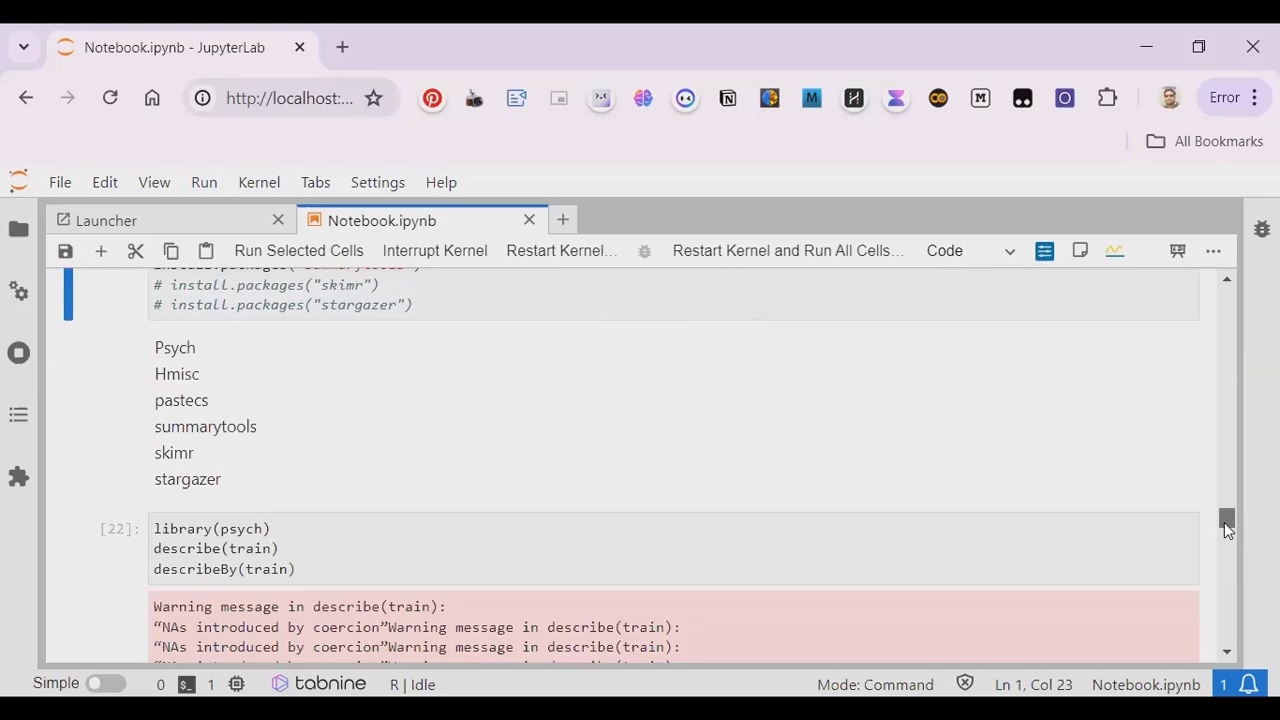 Notebook.ipynb - JupyterLab
http://localhost:...
Error
All Bookmarks
File Edit View Run Kernel Tabs Settings Help
Launcher
Notebook.ipynb
Run Selected Cells Interrupt Kernel Restart Kernel... Restart Kernel and Run All Cells... Code
install.packages("summarytools")
# install.packages("skimr")
# install.packages("stargazer")
Psych
Hmisc
pastecs
summarytools
skimr
stargazer
[22]:
library(psych)
describe(train)
describeBy(train)
Warning message in describe(train):
“NAs introduced by coercion”Warning message in describe(train):
“NAs introduced by coercion”Warning message in describe(train):
Simple 0 1 tabnine R | Idle Mode: Command Ln 1, Col 23 Notebook.ipynb 1